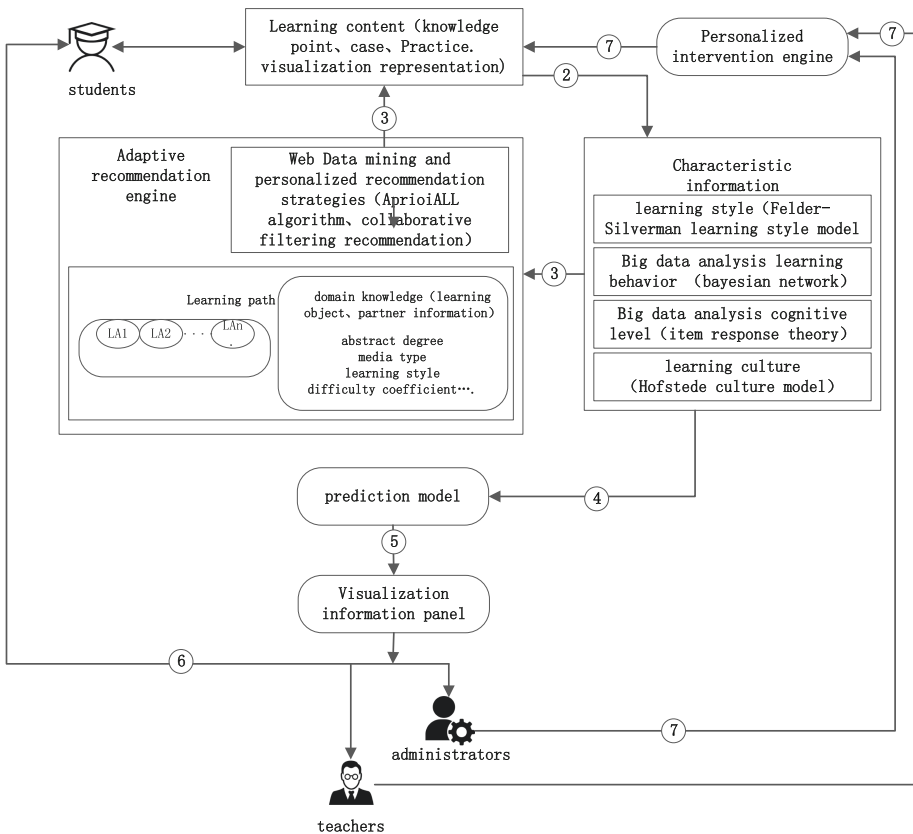 Learning content (knowledge
point、case、Practice.
visualization representation)
students
7
Personalized
intervention engine
7
2
3
Adaptive
recommendation
engine
Web Data mining and
personalized recommendation
strategies (AprioiALL
algorithm、collaborative
filtering recommendation)
Characteristic
information
learning style (Felder-
Silverman learning style model
Big data analysis learning
behavior (bayesian network)
Big data analysis cognitive
level (item response theory)
learning culture
(Hofstede culture model)
3
Learning path
LA1
LA2
....
LAn
.
domain knowledge (learning
object、partner information)
abstract degree
media type
learning style
difficulty coefficient….
prediction model
4
5
Visualization
information panel
6
administrators
7
teachers